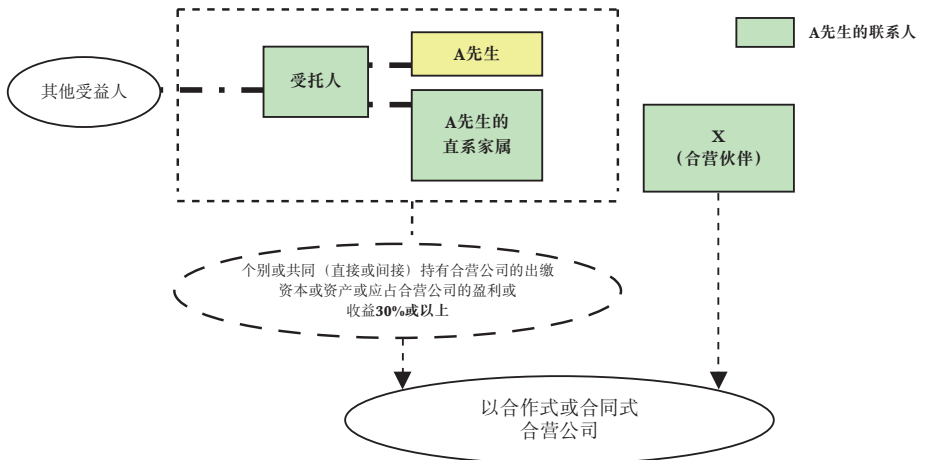 A先生的联系人
A先生
受托人
其他受益人
A先生的
直系家属
X
（合营伙伴）
个别或共同（直接或间接）持有合营公司的出缴
资本或资产或应占合营公司的盈利或
收益30%或以上
以合作式或合同式
合营公司